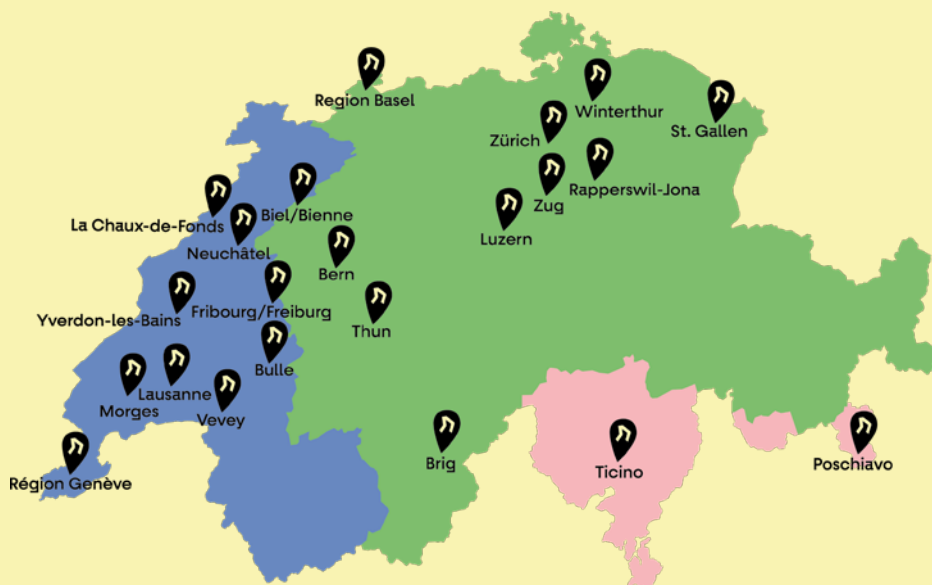 Region Basel
Winterthur
St. Gallen
Zürich
Rapperswil-Jona
Zug
Luzern
La Chaux-de-Fonds
Biel/Bienne
Neuchâtel
Bern
Yverdon-les-Bains
Fribourg/Freiburg
Thun
Bulle
Lausanne
Morges
Vevey
Brig
Ticino
Poschiavo
Région Genève